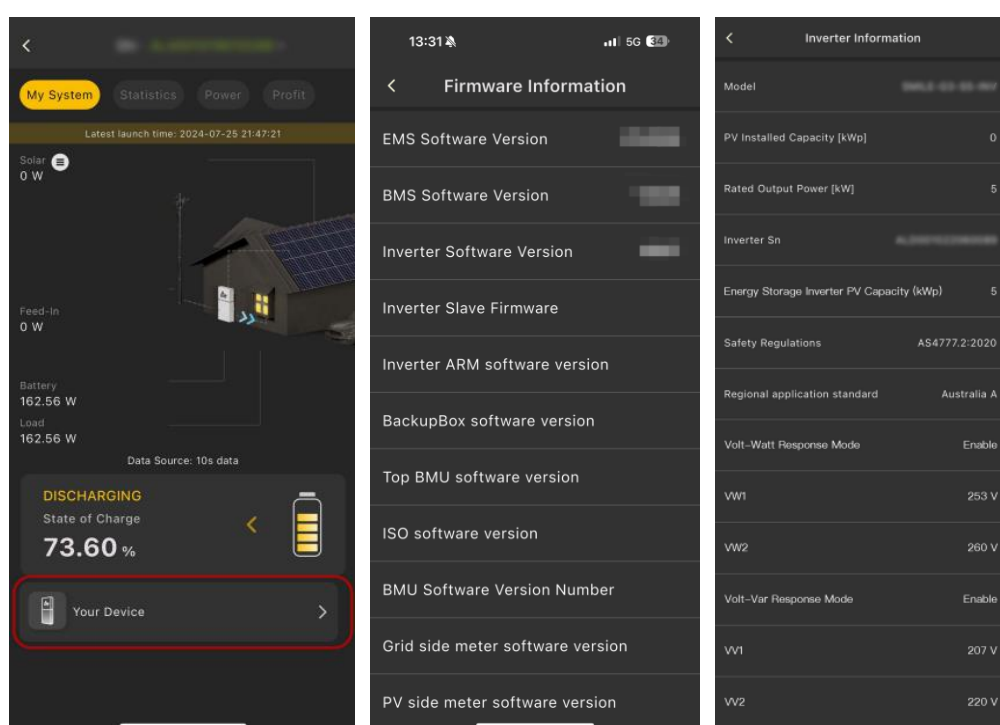 My System
Statistics
Power
Profit
Latest launch time: 2024-07-25 21:47:21
Solar
0 W
Feed-In
0 W
Battery
162.56 W
Load
162.56 W
Data Source: 10s data
DISCHARGING
State of Charge
73.60 %
Your Device
13:31
5G 34
Firmware Information
EMS Software Version
BMS Software Version
Inverter Software Version
Inverter Slave Firmware
Inverter ARM software version
BackupBox software version
Top BMU software version
ISO software version
BMU Software Version Number
Grid side meter software version
PV side meter software version
Inverter Information
Model
PV Installed Capacity [kWp] 0
Rated Output Power [kW] 5
Inverter Sn
Energy Storage Inverter PV Capacity (kWp) 5
Safety Regulations AS4777.2:2020
Regional application standard Australia A
Volt-Watt Response Mode Enable
VW1 253 V
VW2 260 V
Volt-Var Response Mode Enable
VV1 207 V
VV2 220 V